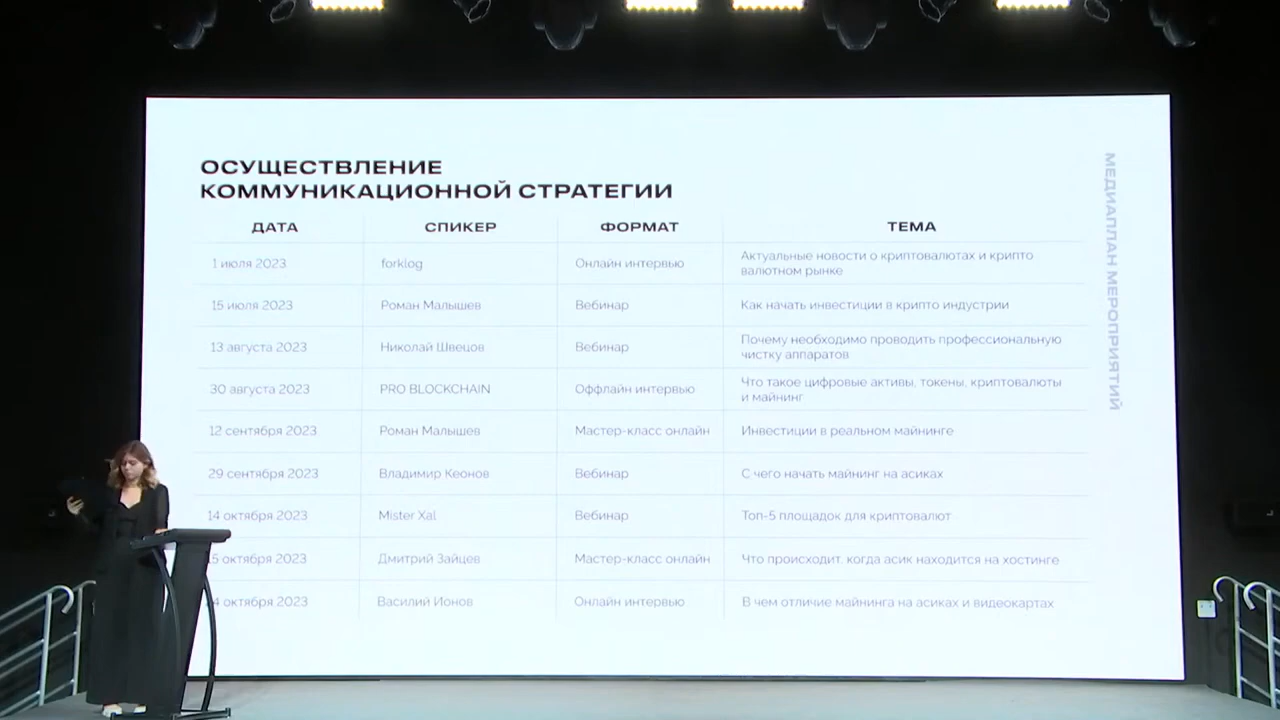 ОСУЩЕСТВЛЕНИЕ
КОММУНИКАЦИОННОЙ СТРАТЕГИИ
МЕДИАПЛАН МЕРОПРИЯТИЙ
ДАТА СПИКЕР ФОРМАТ ТЕМА
1 июля 2023 forklog Онлайн интервью Актуальные новости о криптовалютах и крипто
валютном рынке
15 июля 2023 Роман Малышев Вебинар Как начать инвестиции в крипто индустрии
13 августа 2023 Николай Швецов Вебинар Почему необходимо проводить профессиональную
чистку аппаратов
30 августа 2023 PRO BLOCKCHAIN Оффлайн интервью Что такое цифровые активы, токены, криптовалюты
и майнинг
12 сентября 2023 Роман Малышев Мастер-класс онлайн Инвестиции в реальном майнинге
29 сентября 2023 Владимир Кеонов Вебинар С чего начать майнинг на асиках
14 октября 2023 Mister Xal Вебинар Топ-5 площадок для криптовалют
октября 2023 Дмитрий Зайцев Мастер-класс онлайн Что происходит, когда асик находится на хостинге
октября 2023 Василий Ионов Онлайн интервью В чем отличие майнинга на асиках и видеокартах